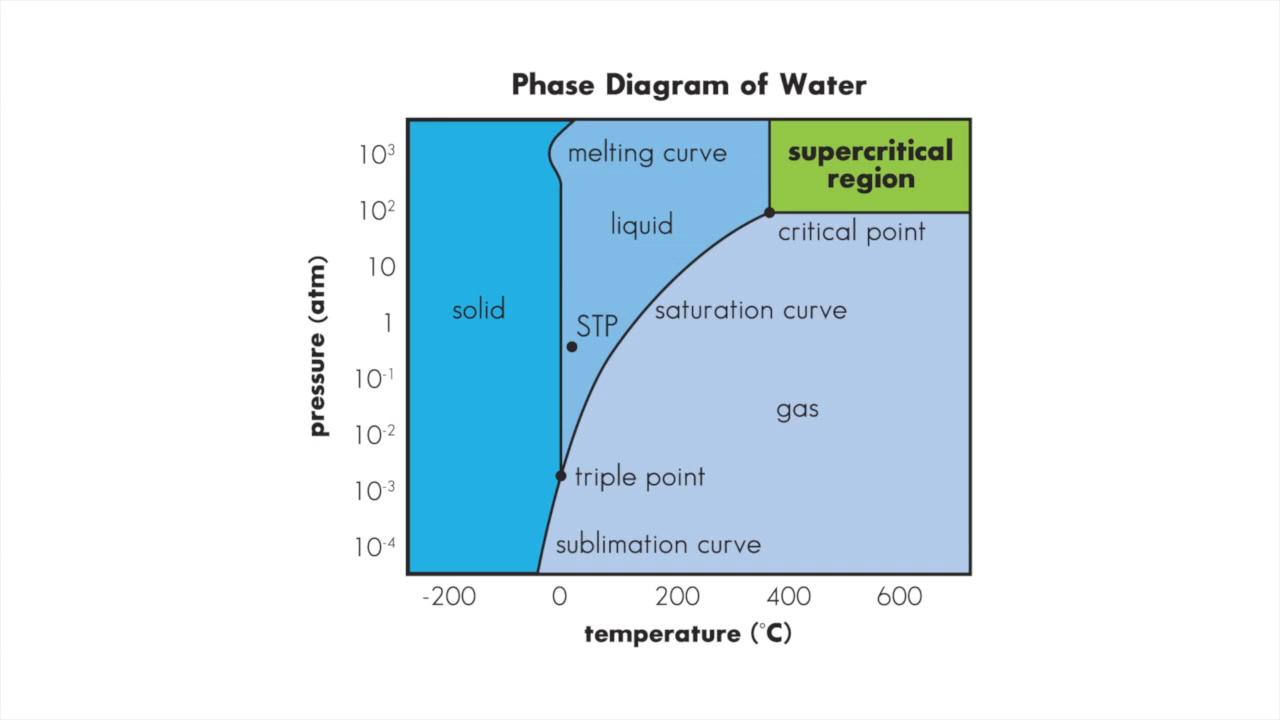 Phase Diagram of Water
10³
melting curve
supercritical
region
10²
liquid
critical point
10
solid
saturation curve
1
STP
pressure (atm)
10⁻¹
gas
10⁻²
triple point
10⁻³
sublimation curve
10⁻⁴
-200 0 200 400 600
temperature (°C)